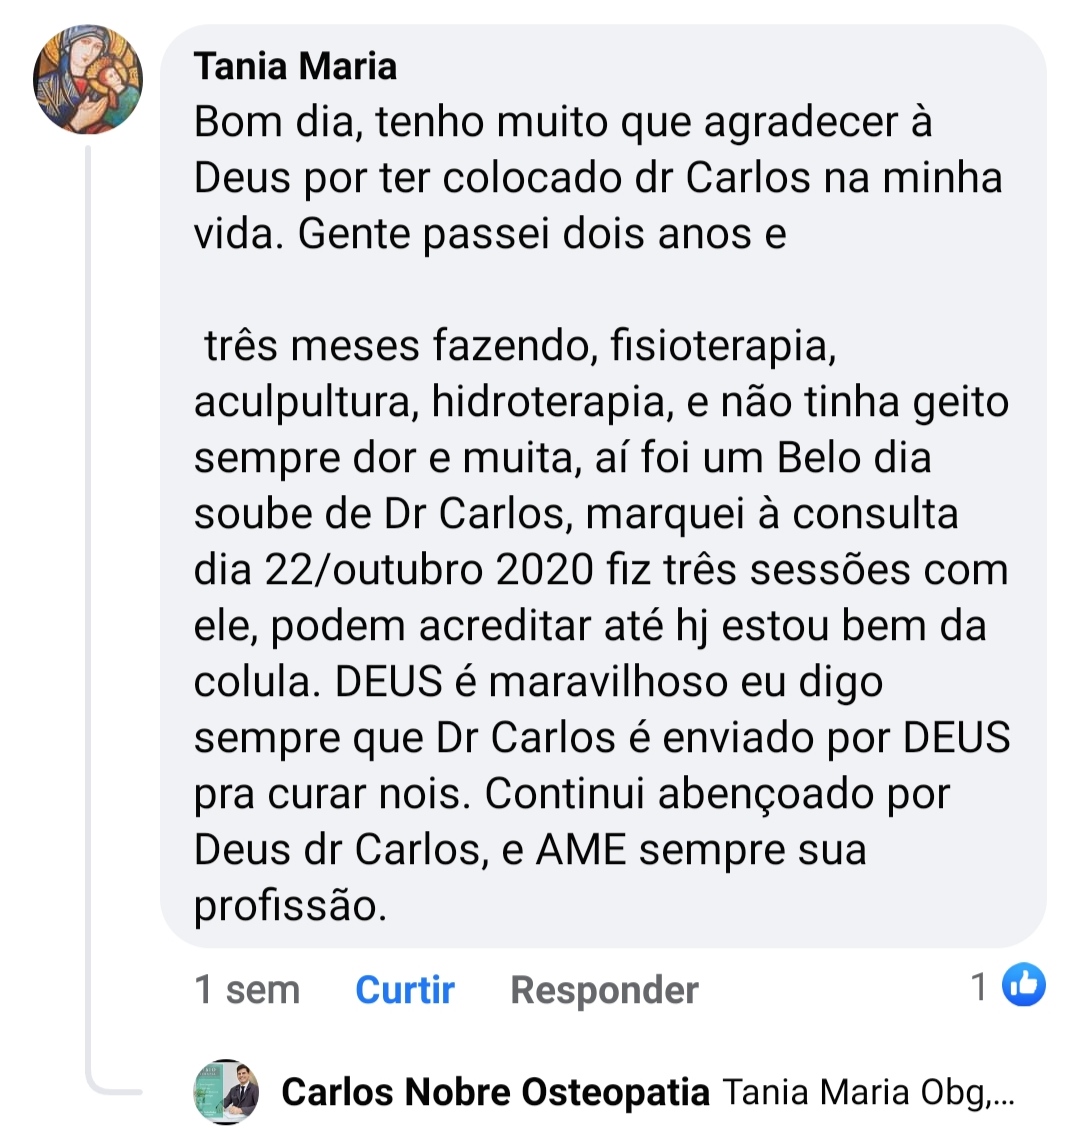 Tania Maria
Bom dia, tenho muito que agradecer à
Deus por ter colocado dr Carlos na minha
vida. Gente passei dois anos e
três meses fazendo, fisioterapia,
aculpultura, hidroterapia, e não tinha geito
sempre dor e muita, aí foi um Belo dia
soube de Dr Carlos, marquei à consulta
dia 22/outubro 2020 fiz três sessões com
ele, podem acreditar até hj estou bem da
colula. DEUS é maravilhoso eu digo
sempre que Dr Carlos é enviado por DEUS
pra curar nois. Continui abençoado por
Deus dr Carlos, e AME sempre sua
profissão.
1 sem Curtir Responder 1
Carlos Nobre Osteopatia Tania Maria Obg,...